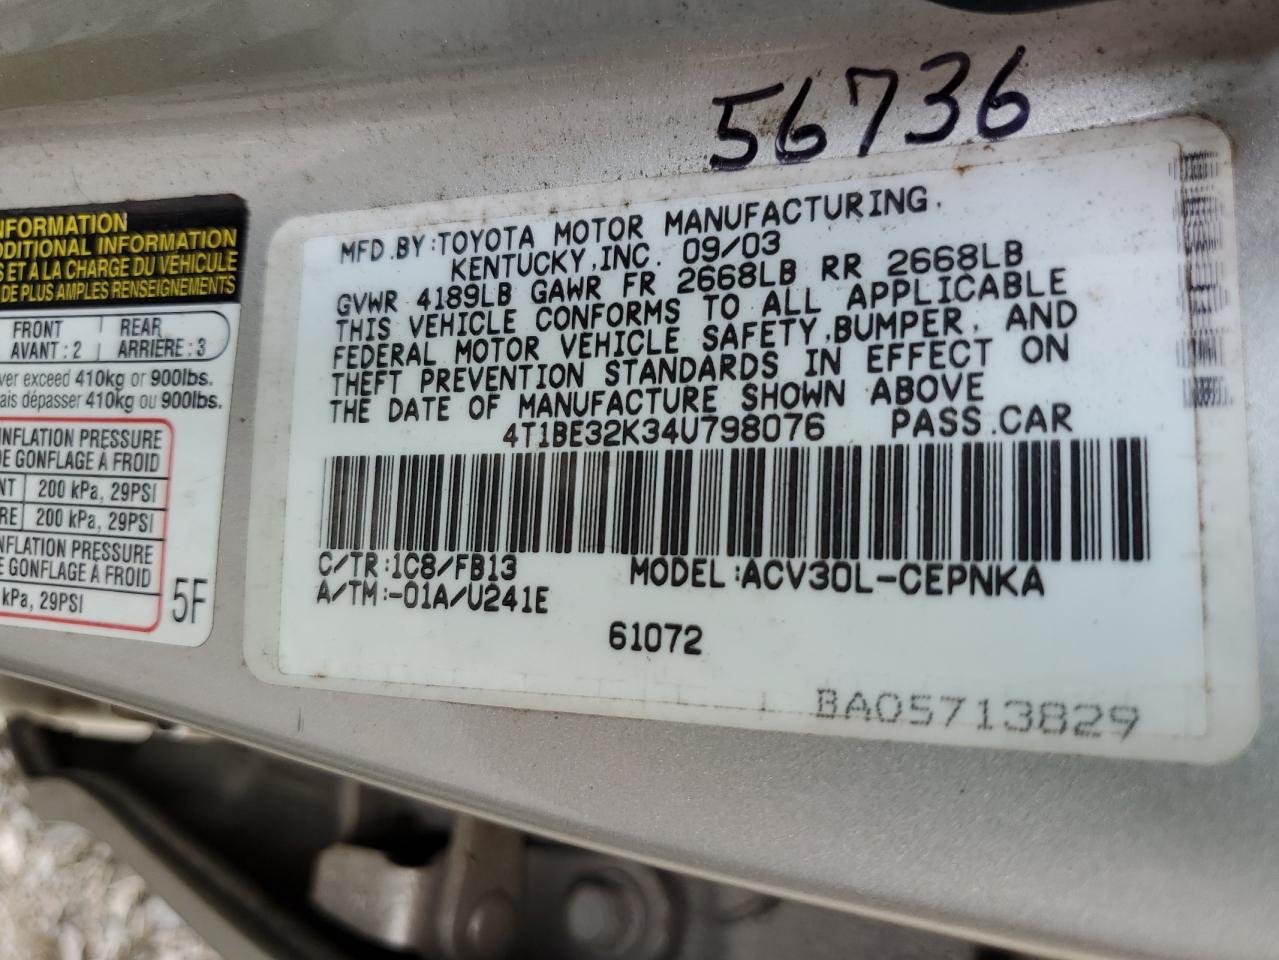 56736
MFD.BY:TOYOTA MOTOR MANUFACTURING,
KENTUCKY,INC. 09/03
GVWR 4189LB GAWR FR 2668LB RR 2668LB
THIS VEHICLE CONFORMS TO ALL APPLICABLE
FEDERAL MOTOR VEHICLE SAFETY,BUMPER, AND
THEFT PREVENTION STANDARDS IN EFFECT ON
THE DATE OF MANUFACTURE SHOWN ABOVE
4T1BE32K34U798076 PASS.CAR
C/TR:1C8/FB13 MODEL:ACV30L-CEPNKA
A/TM:-01A/U241E
61072
BA05713829
INFORMATION
ADDITIONAL INFORMATION
ET À LA CHARGE DU VÉHICULE
DE PLUS AMPLES RENSEIGNEMENTS
FRONT REAR
AVANT:2 ARRIÈRE:3
exceed 410kg or 900lbs.
dépasser 410kg ou 900lbs.
INFLATION PRESSURE
DE GONFLAGE À FROID
200 kPa, 29PSI
200 kPa, 29PSI
INFLATION PRESSURE
GONFLAGE À FROID
kPa, 29PSI
5F